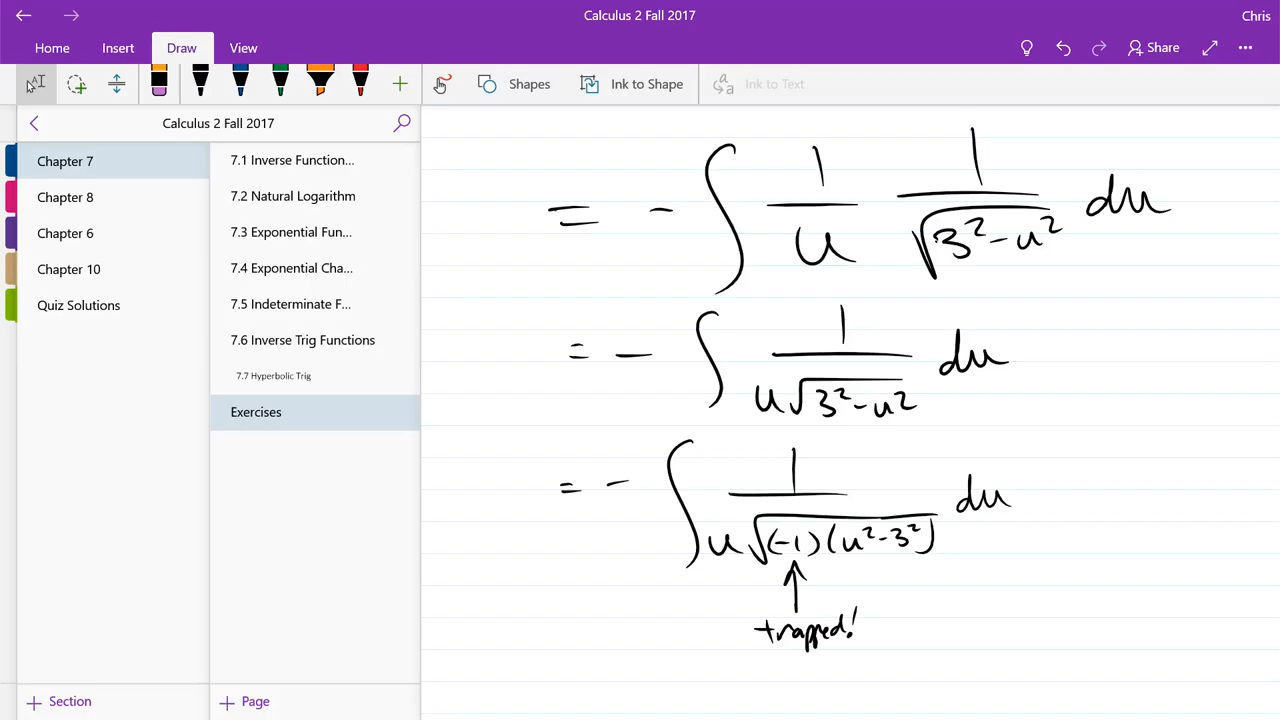 Calculus 2 Fall 2017
Chris
Home Insert Draw View
Share
Shapes
Ink to Shape
Ink to Text
Calculus 2 Fall 2017
Chapter 7
Chapter 8
Chapter 6
Chapter 10
Quiz Solutions
7.1 Inverse Function...
7.2 Natural Logarithm
7.3 Exponential Fun...
7.4 Exponential Cha...
7.5 Indeterminate F...
7.6 Inverse Trig Functions
7.7 Hyperbolic Trig
Exercises
+ Section
+ Page
= - ∫ 1/u 1/√(3²-u²) du
= - ∫ 1/(u√(3²-u²)) du
= - ∫ 1/(u√((-1)(u²-3²))) du
trapped!